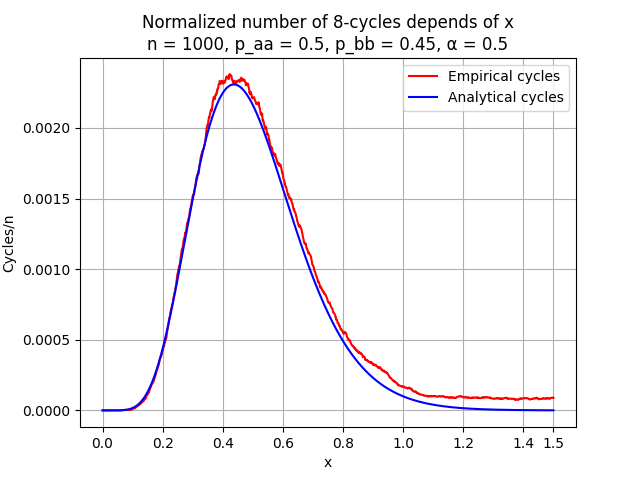 Normalized number of 8-cycles depends of x
n = 1000, p_aa = 0.5, p_bb = 0.45, α = 0.5
Empirical cycles
Analytical cycles
Cycles/n
0.0020
0.0015
0.0010
0.0005
0.0000
0.0 0.2 0.4 0.6 0.8 1.0 1.2 1.4 1.5
x